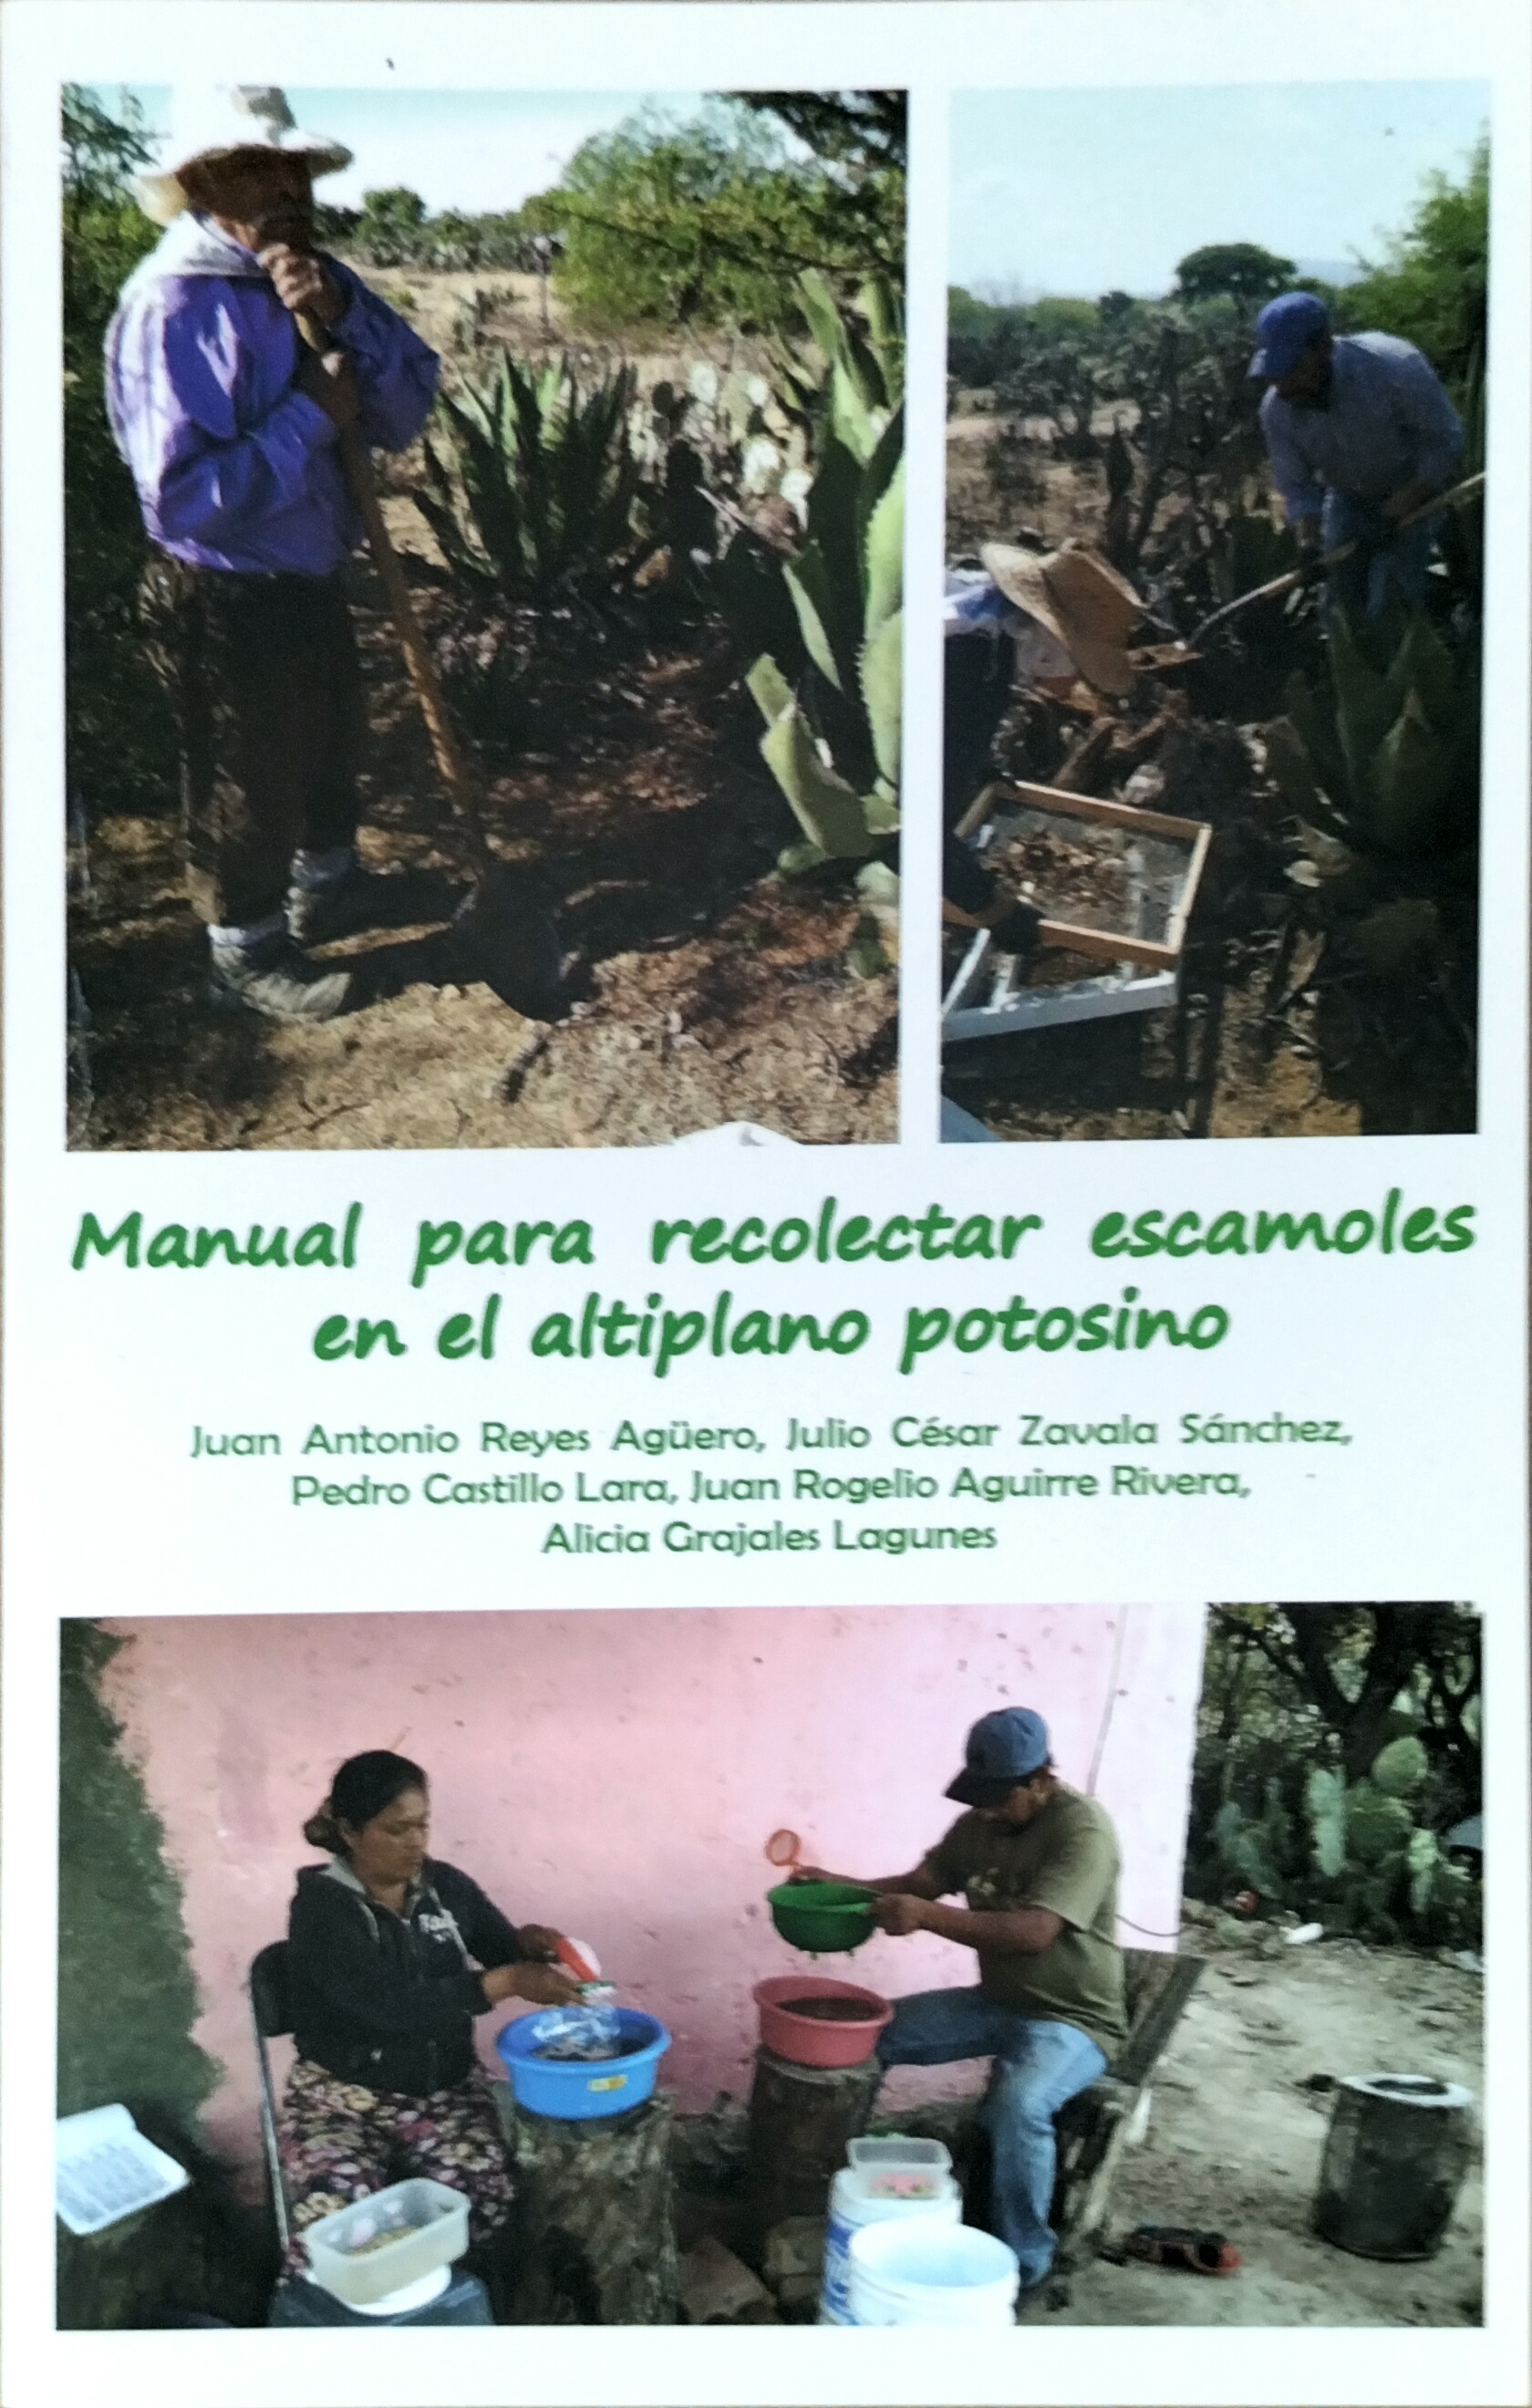 Manual para recolectar escamoles
en el altiplano potosino
Juan Antonio Reyes Agüero, Julio César Zavala Sánchez,
Pedro Castillo Lara, Juan Rogelio Aguirre Rivera,
Alicia Grajales Lagunes